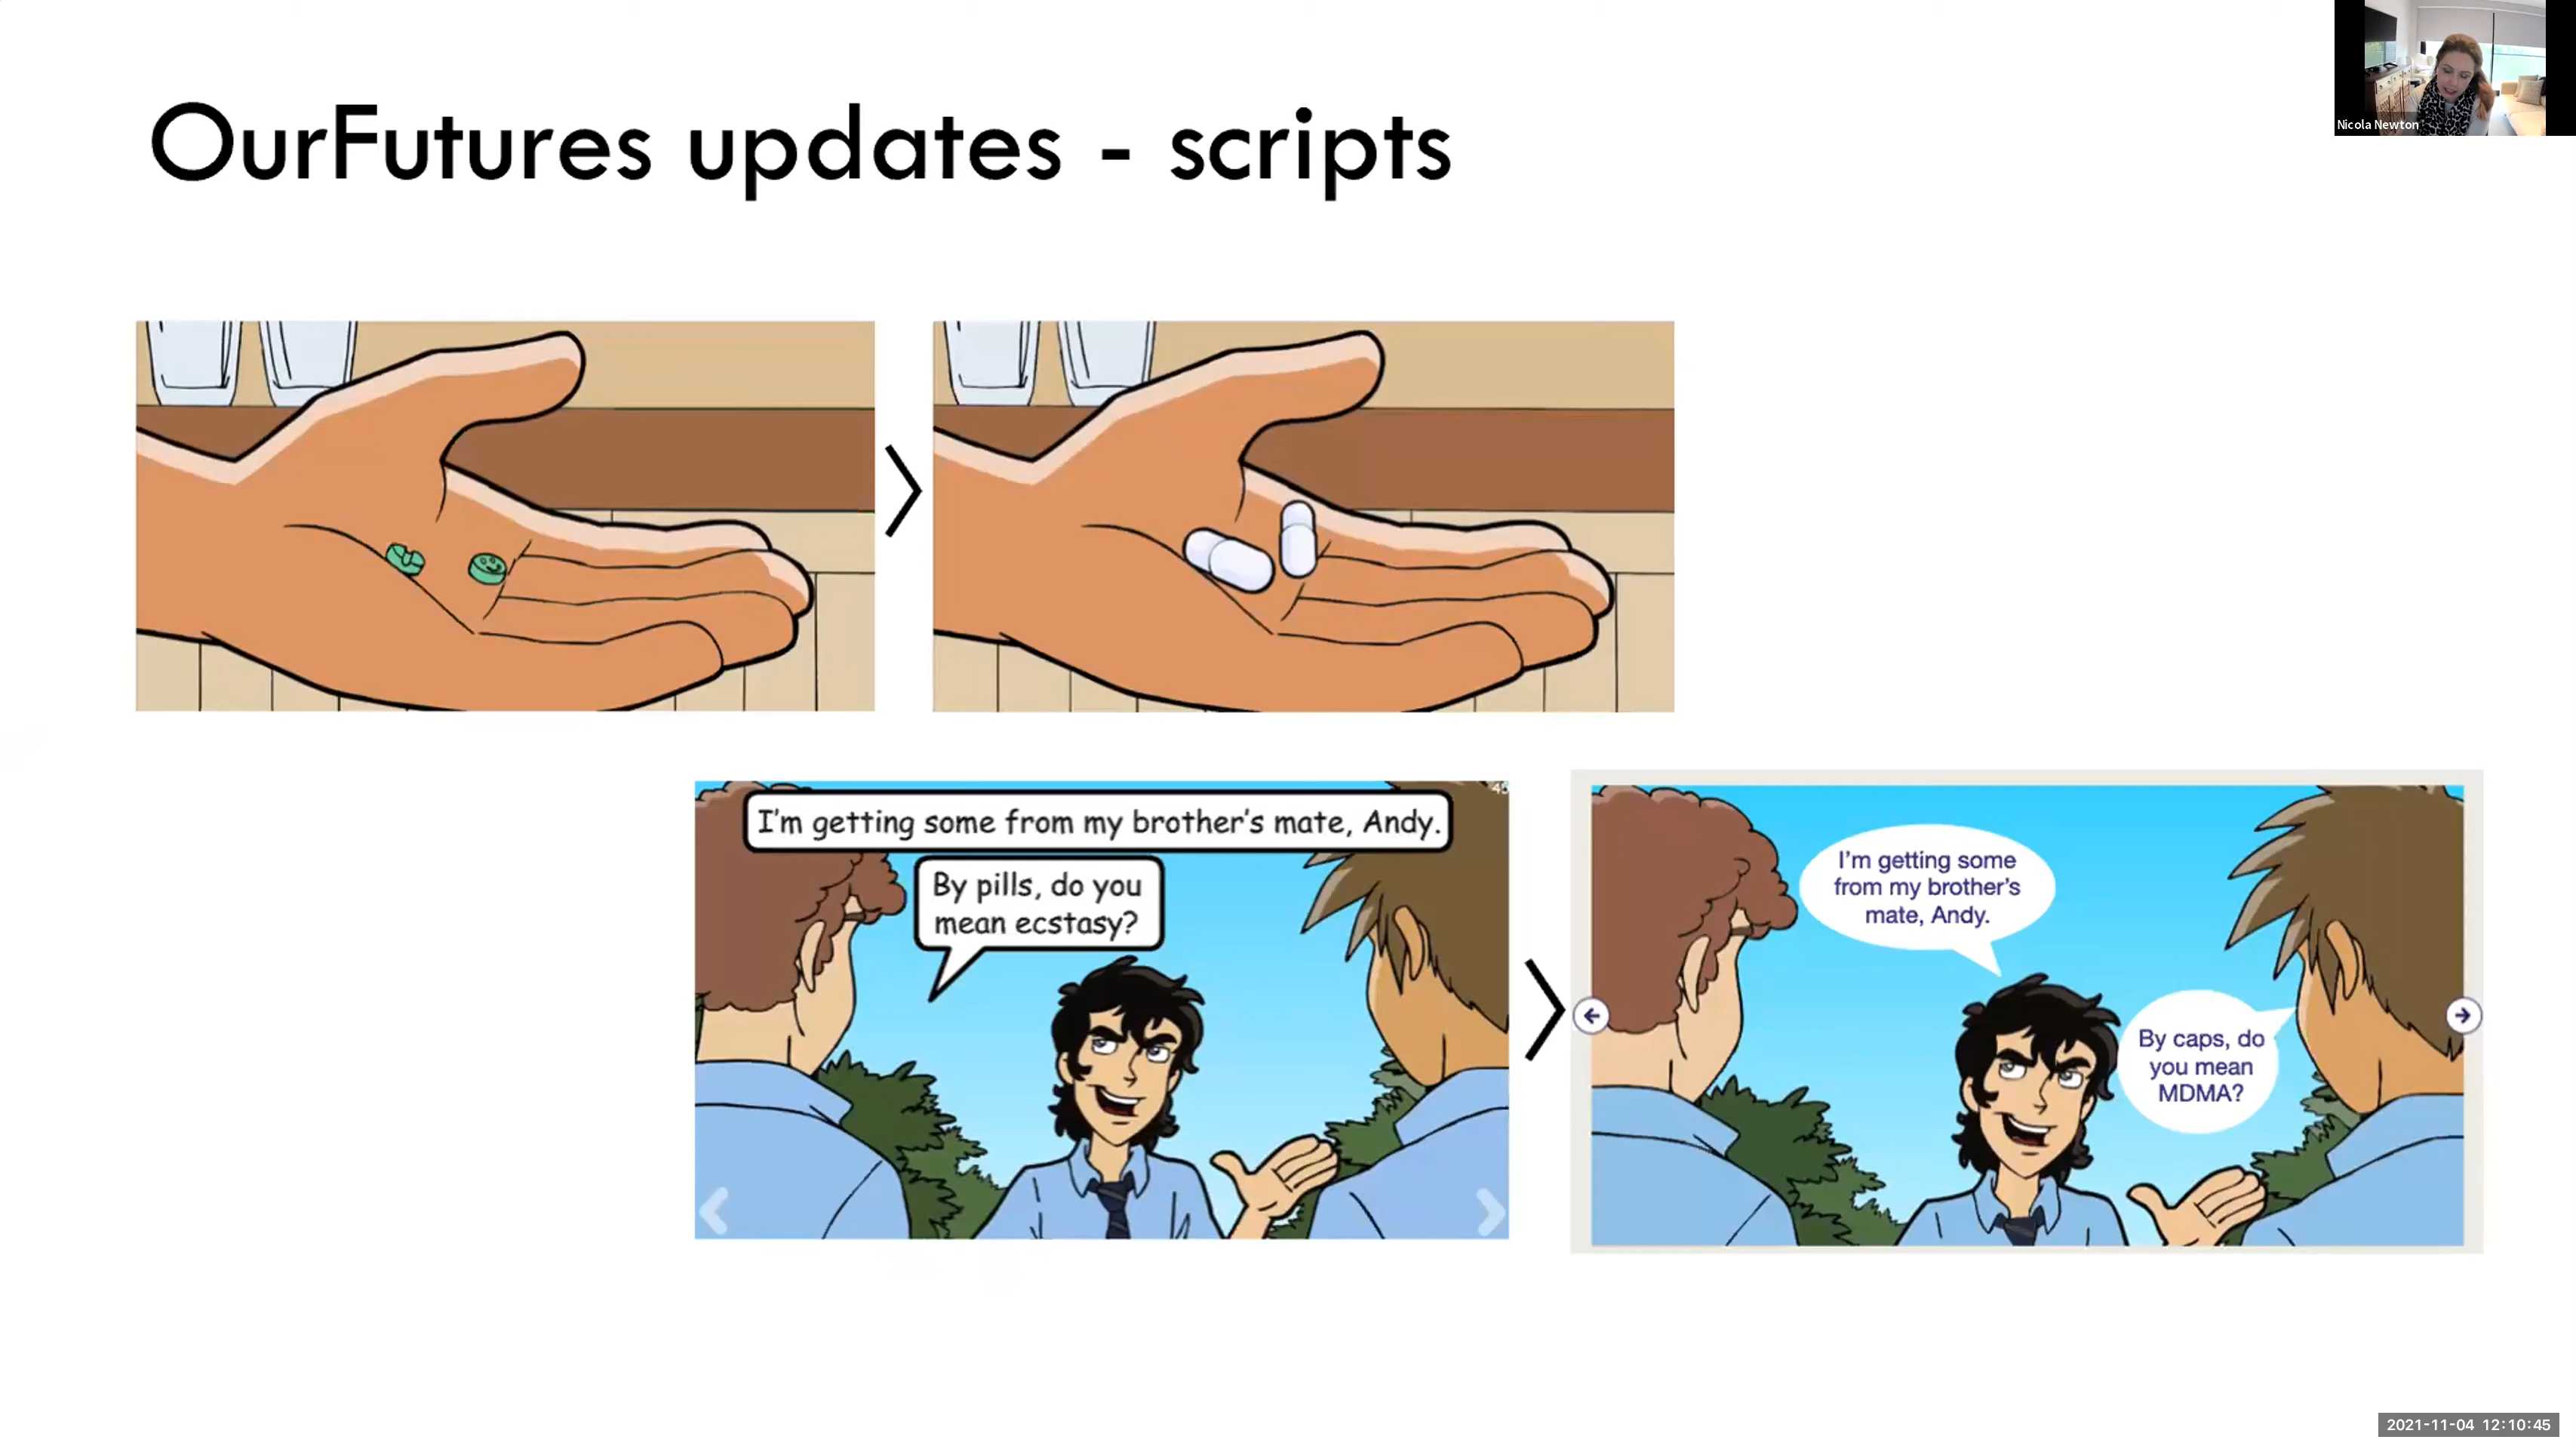 OurFutures updates - scripts
Nicola Newton
I'm getting some from my brother's mate, Andy.
By pills, do you
mean ecstasy?
I'm getting some
from my brother's
mate, Andy.
By caps, do
you mean
MDMA?
2021-11-04 12:10:45